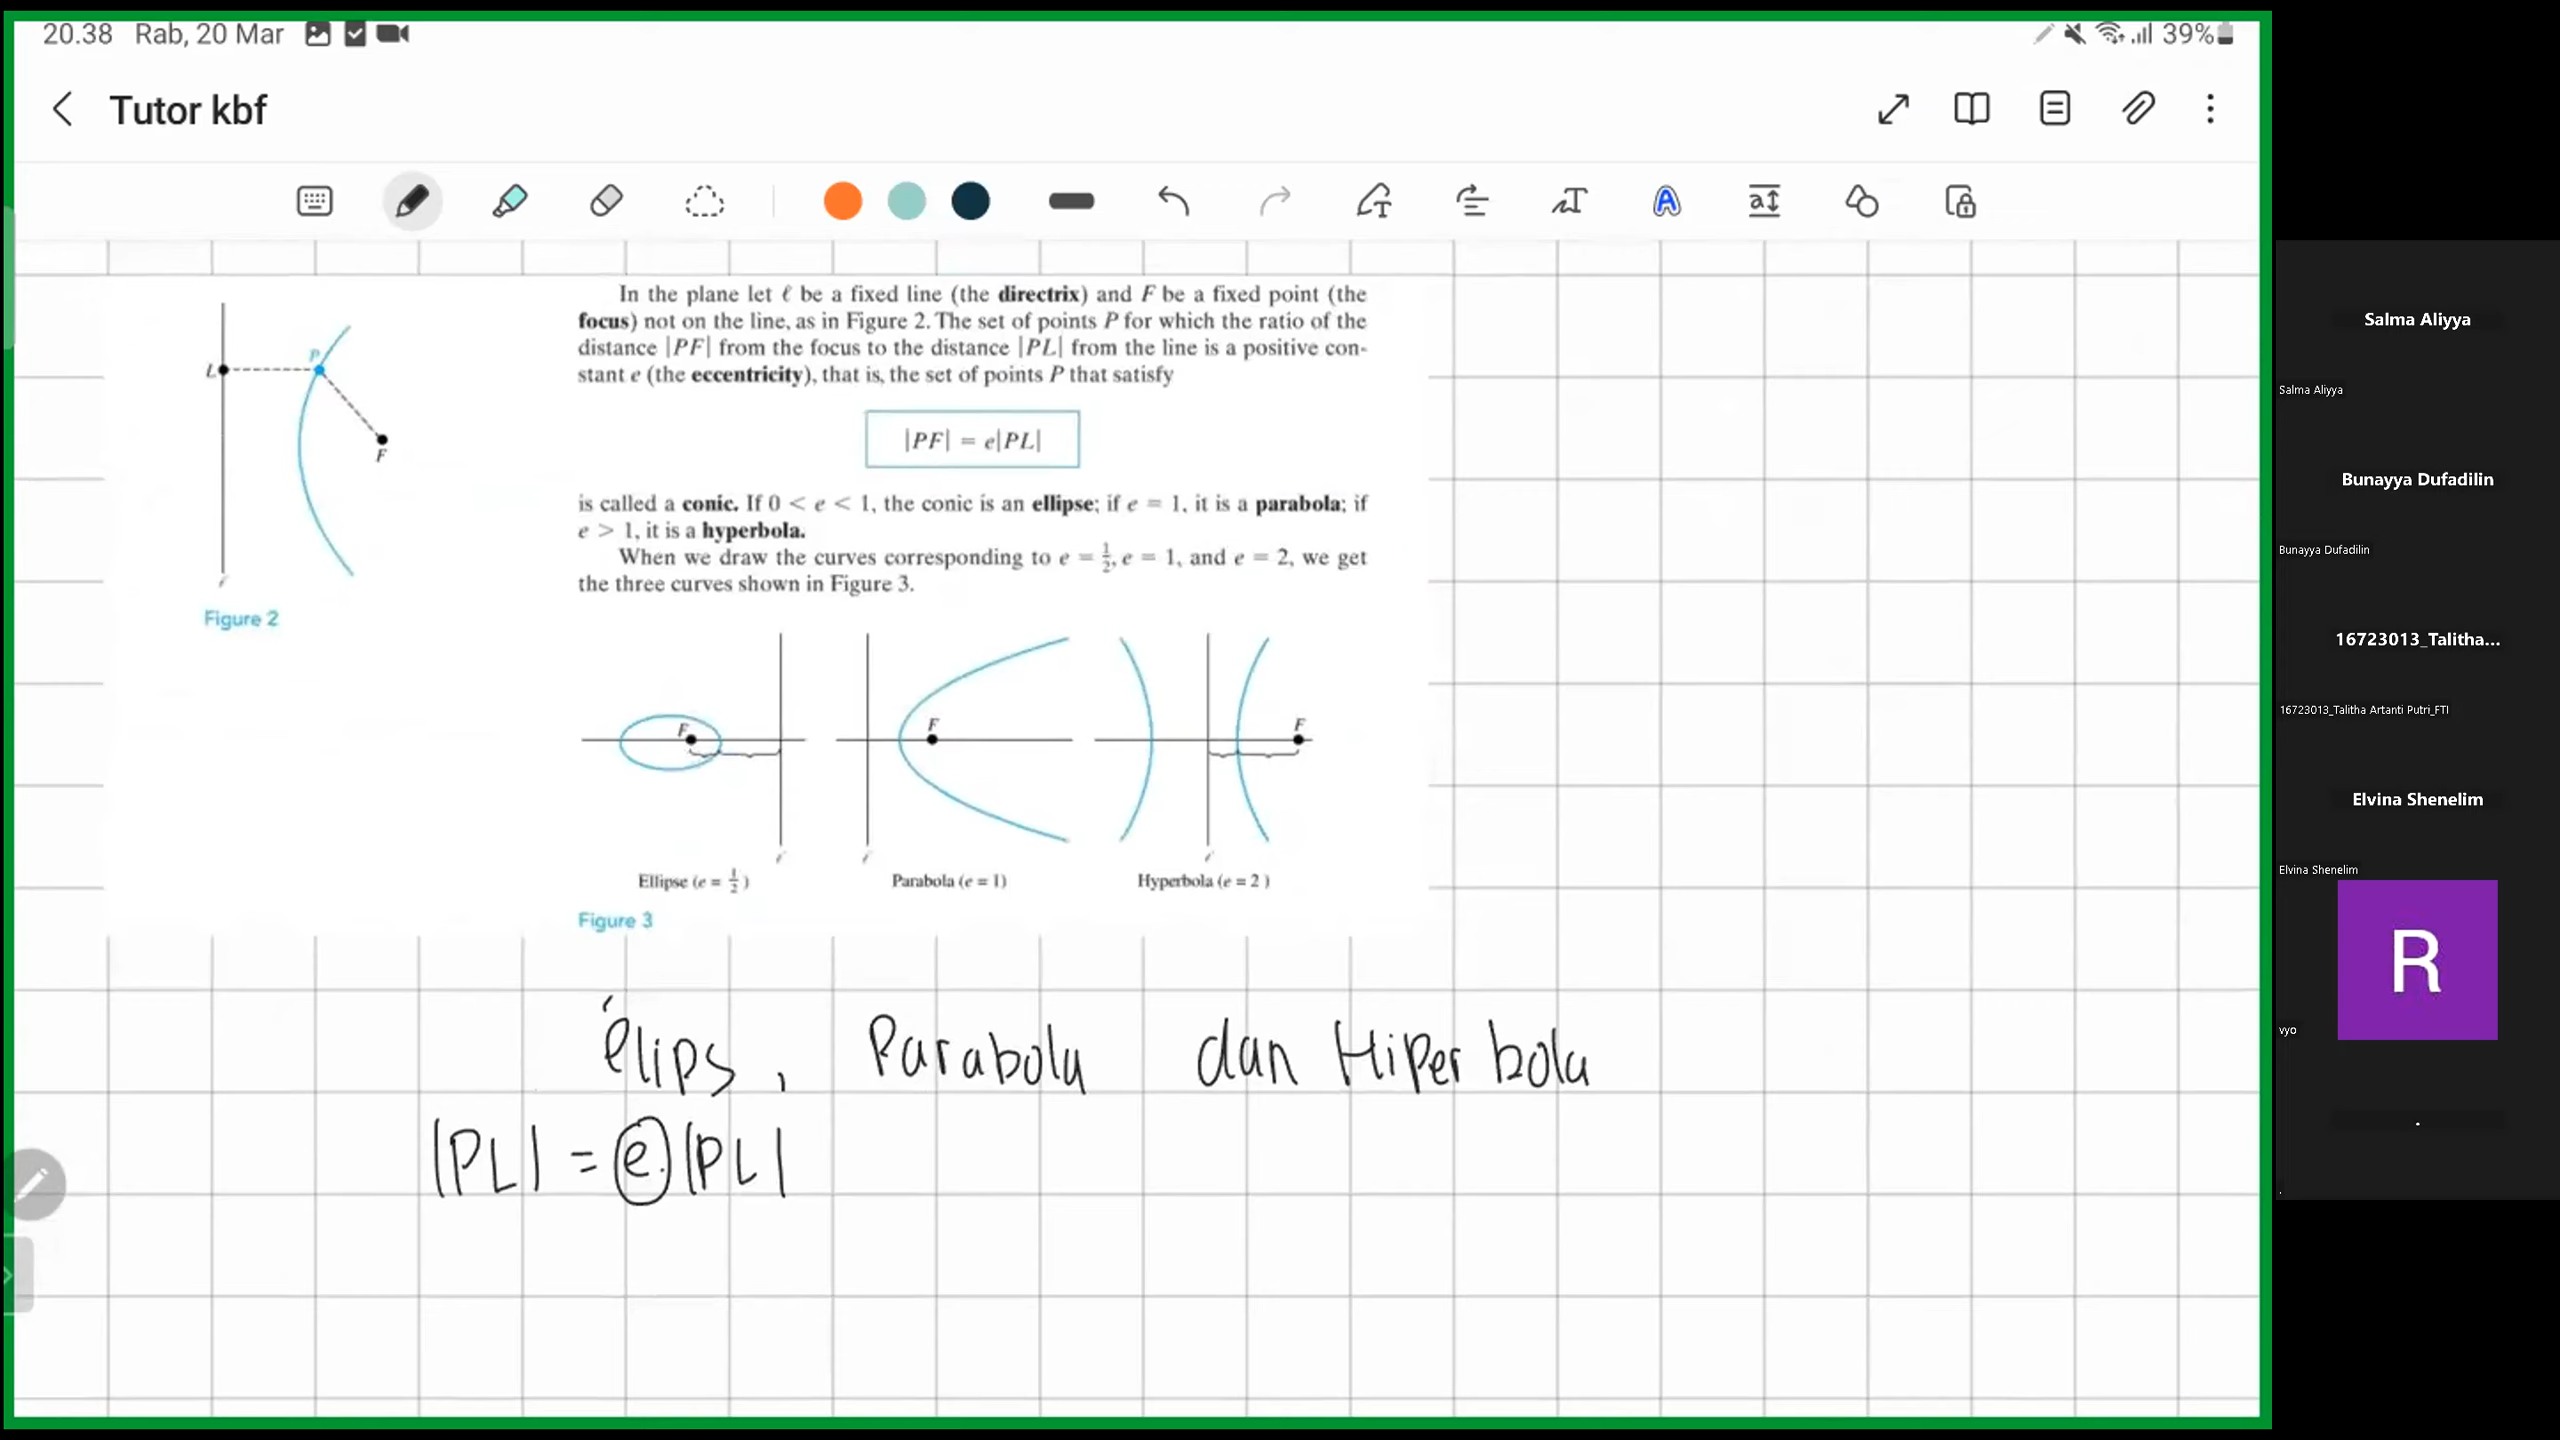 20.38 Rab, 20 Mar
39%
Tutor kbf
In the plane let ℓ be a fixed line (the directrix) and F be a fixed point (the
focus) not on the line, as in Figure 2. The set of points P for which the ratio of the
distance |PF| from the focus to the distance |PL| from the line is a positive con-
stant e (the eccentricity), that is, the set of points P that satisfy
|PF| = e|PL|
is called a conic. If 0 < e < 1, the conic is an ellipse; if e = 1, it is a parabola; if
e > 1, it is a hyperbola.
When we draw the curves corresponding to e = 1/2, e = 1, and e = 2, we get
the three curves shown in Figure 3.
L
P
F
Figure 2
F
F
F
Ellipse (e = 1/2)
Parabola (e = 1)
Hyperbola (e = 2)
Figure 3
elips, Parabola dan Hiperbola
|PL| = e.|PL|
Salma Aliyya
Salma Aliyya
Bunayya Dufadilin
Bunayya Dufadilin
16723013_Talitha...
16723013_Talitha Artanti Putri_FTI
Elvina Shenelim
Elvina Shenelim
R
vyo
.
.